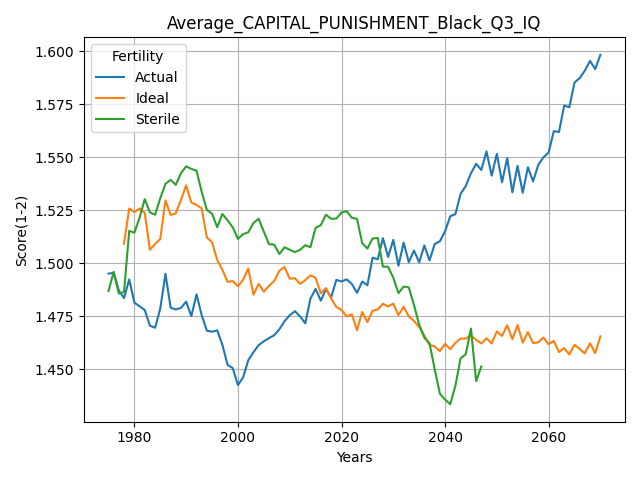 Average_CAPITAL_PUNISHMENT_Black_Q3_IQ
Fertility
Actual
Ideal
Sterile
Score(1-2)
1.600
1.575
1.550
1.525
1.500
1.475
1.450
1980
2000
2020
2040
2060
Years